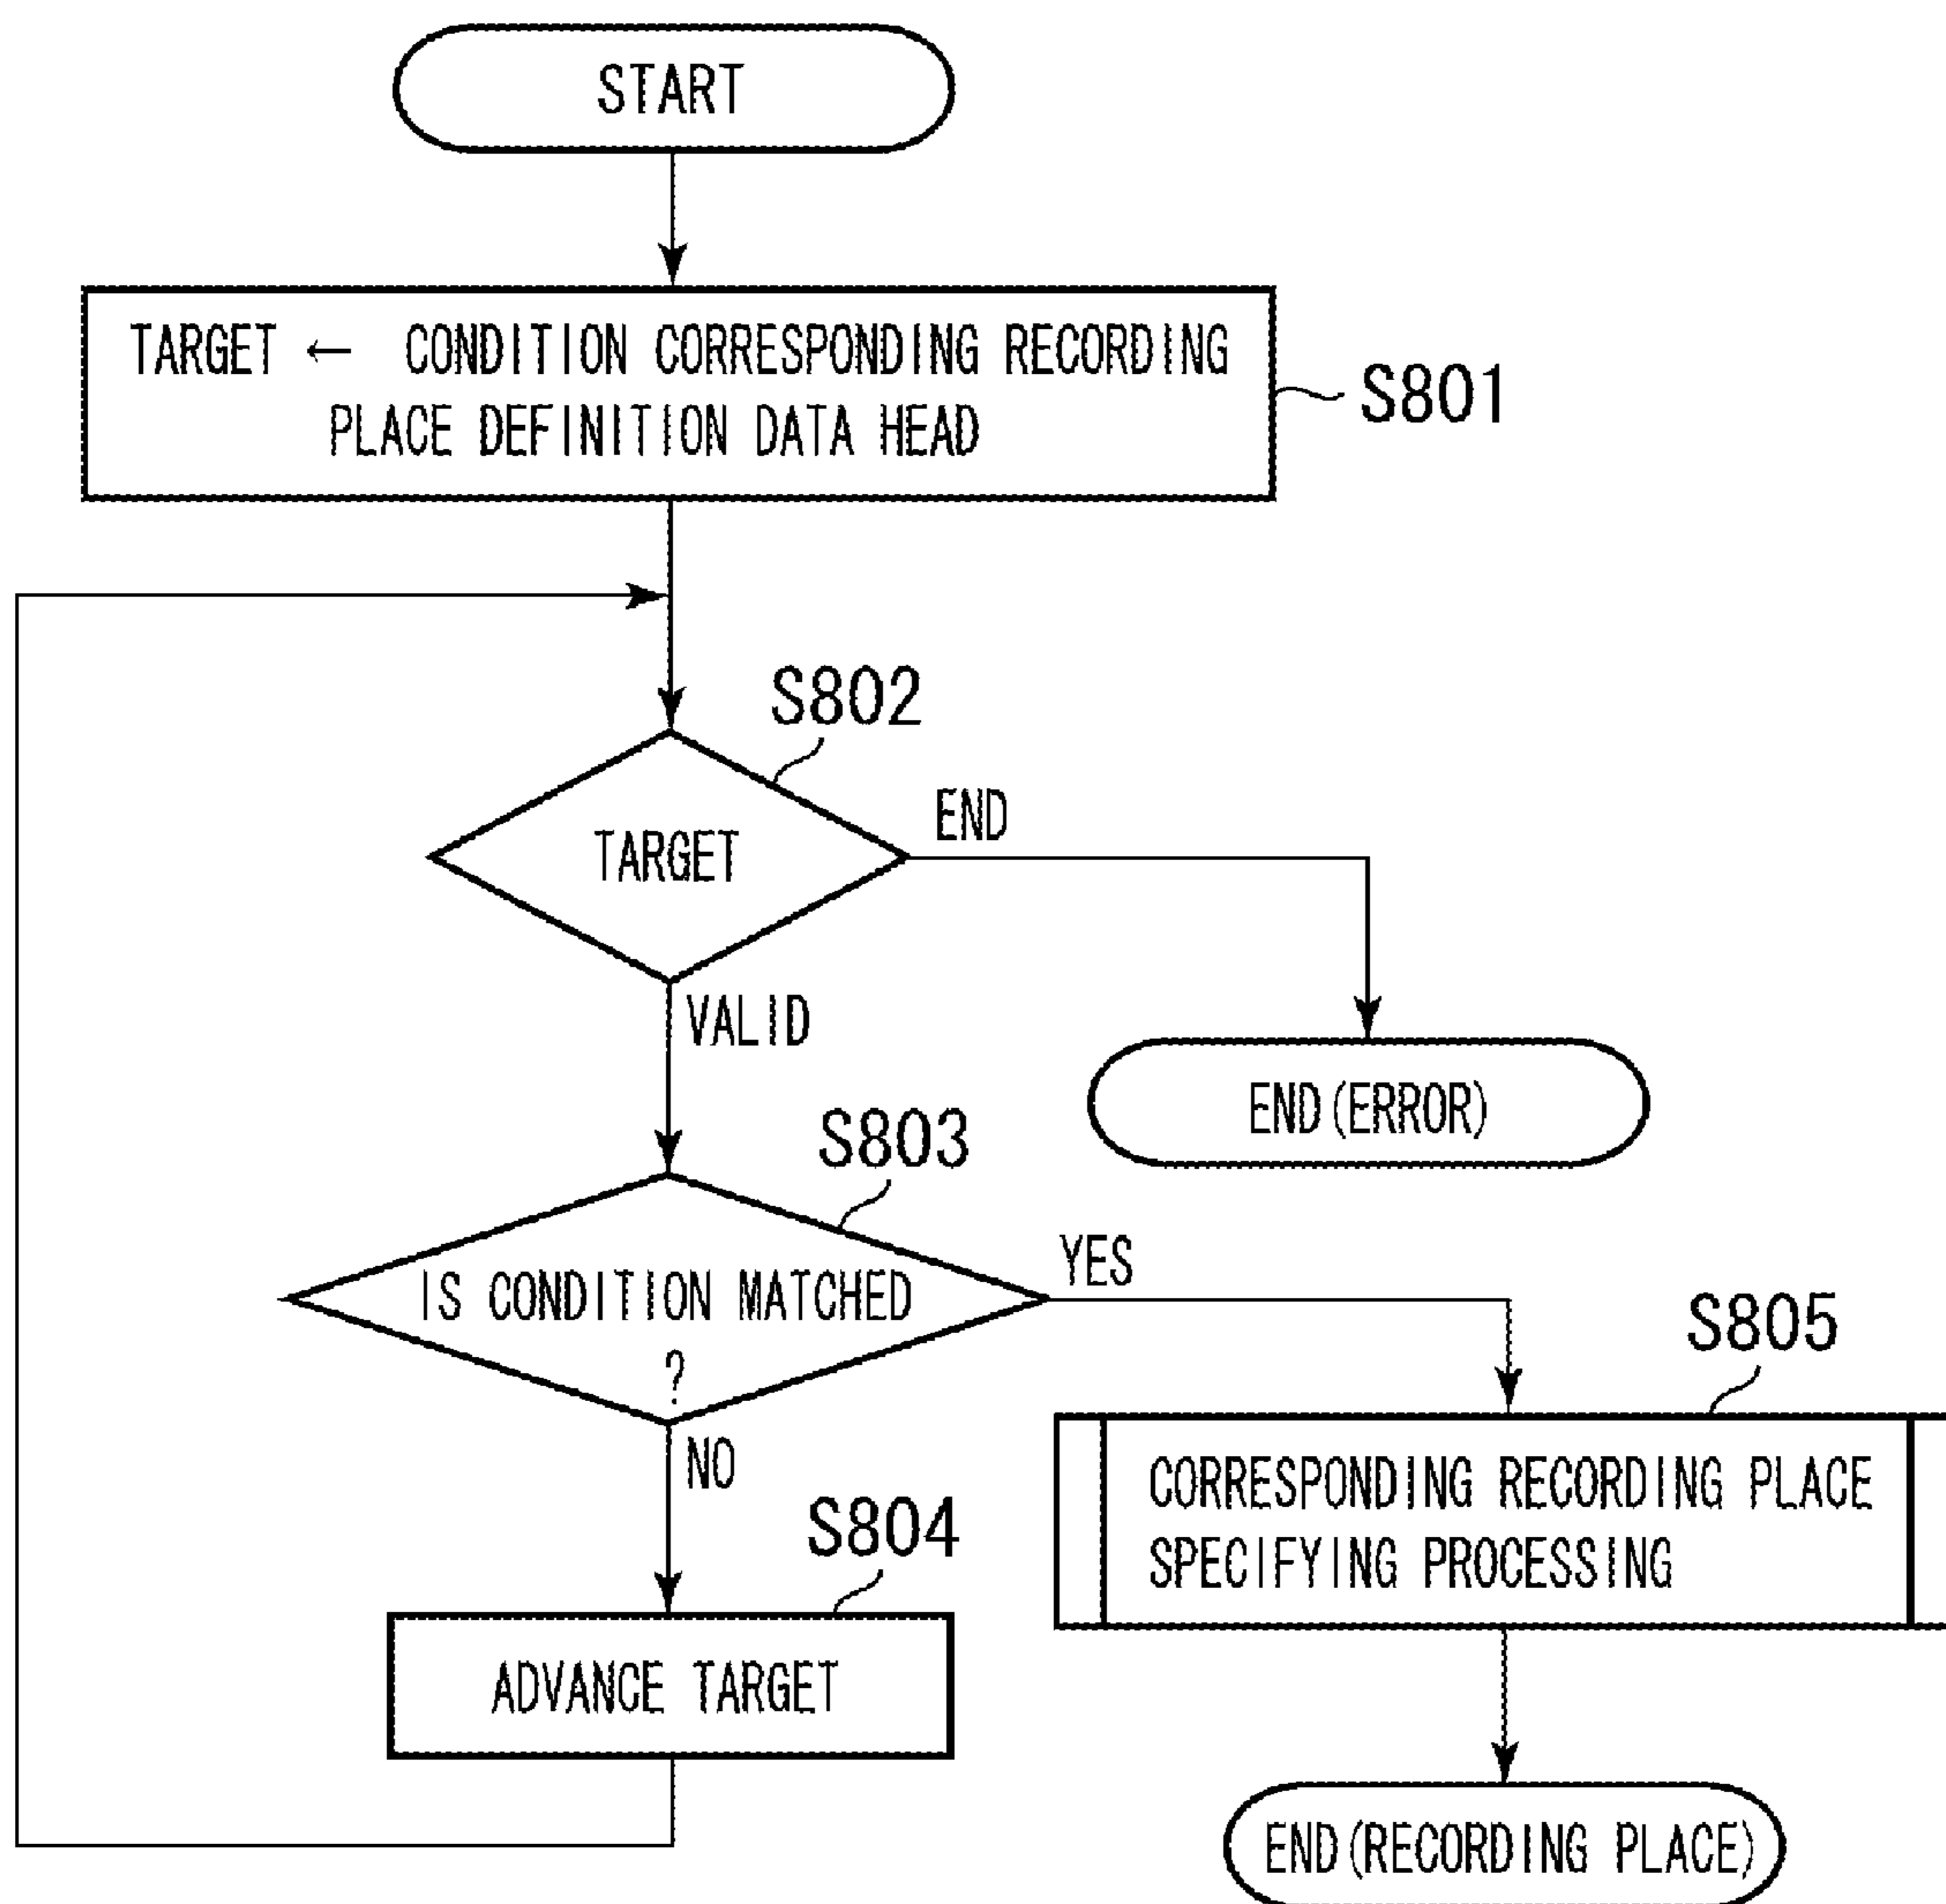 START
TARGET ← CONDITION CORRESPONDING RECORDING
PLACE DEFINITION DATA HEAD
S801
S802
TARGET
END
VALID
END(ERROR)
S803
IS CONDITION MATCHED
?
YES
NO
S805
CORRESPONDING RECORDING PLACE
SPECIFYING PROCESSING
S804
ADVANCE TARGET
END(RECORDING PLACE)